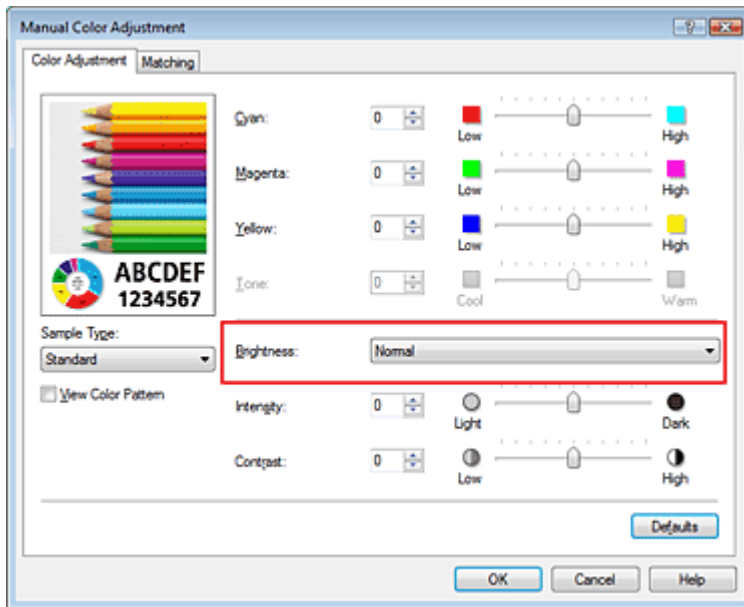 Manual Color Adjustment
Color Adjustment Matching
Cyan: 0 Low High
Magenta: 0 Low High
Yellow: 0 Low High
Tone: 0 Cool Warm
ABCDEF
1234567
Sample Type:
Standard
View Color Pattern
Brightness: Normal
Intensity: 0 Light Dark
Contrast: 0 Low High
Defaults
OK Cancel Help